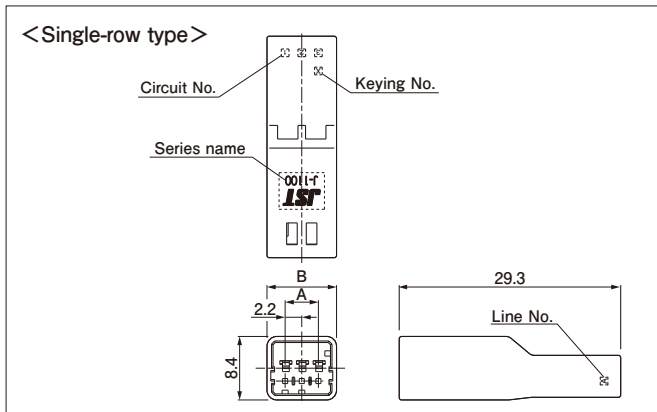 <Single-row type>
Circuit No.
Keying No.
Series name
J-1100
JST
B
A
2.2
8.4
29.3
Line No.